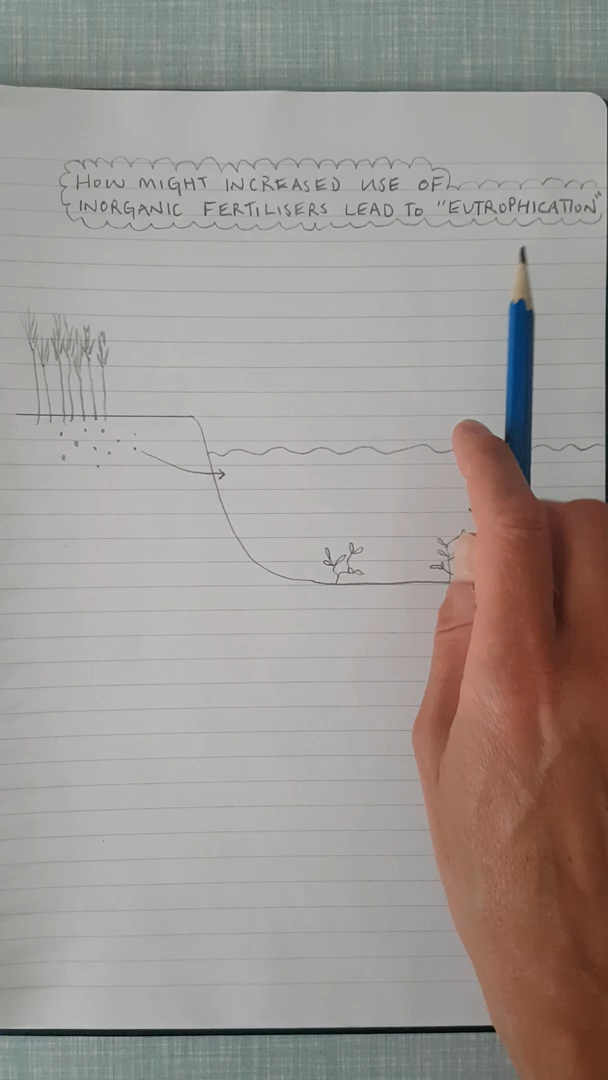 HOW MIGHT INCREASED USE OF
INORGANIC FERTILISERS LEAD TO "EUTROPHICATION"